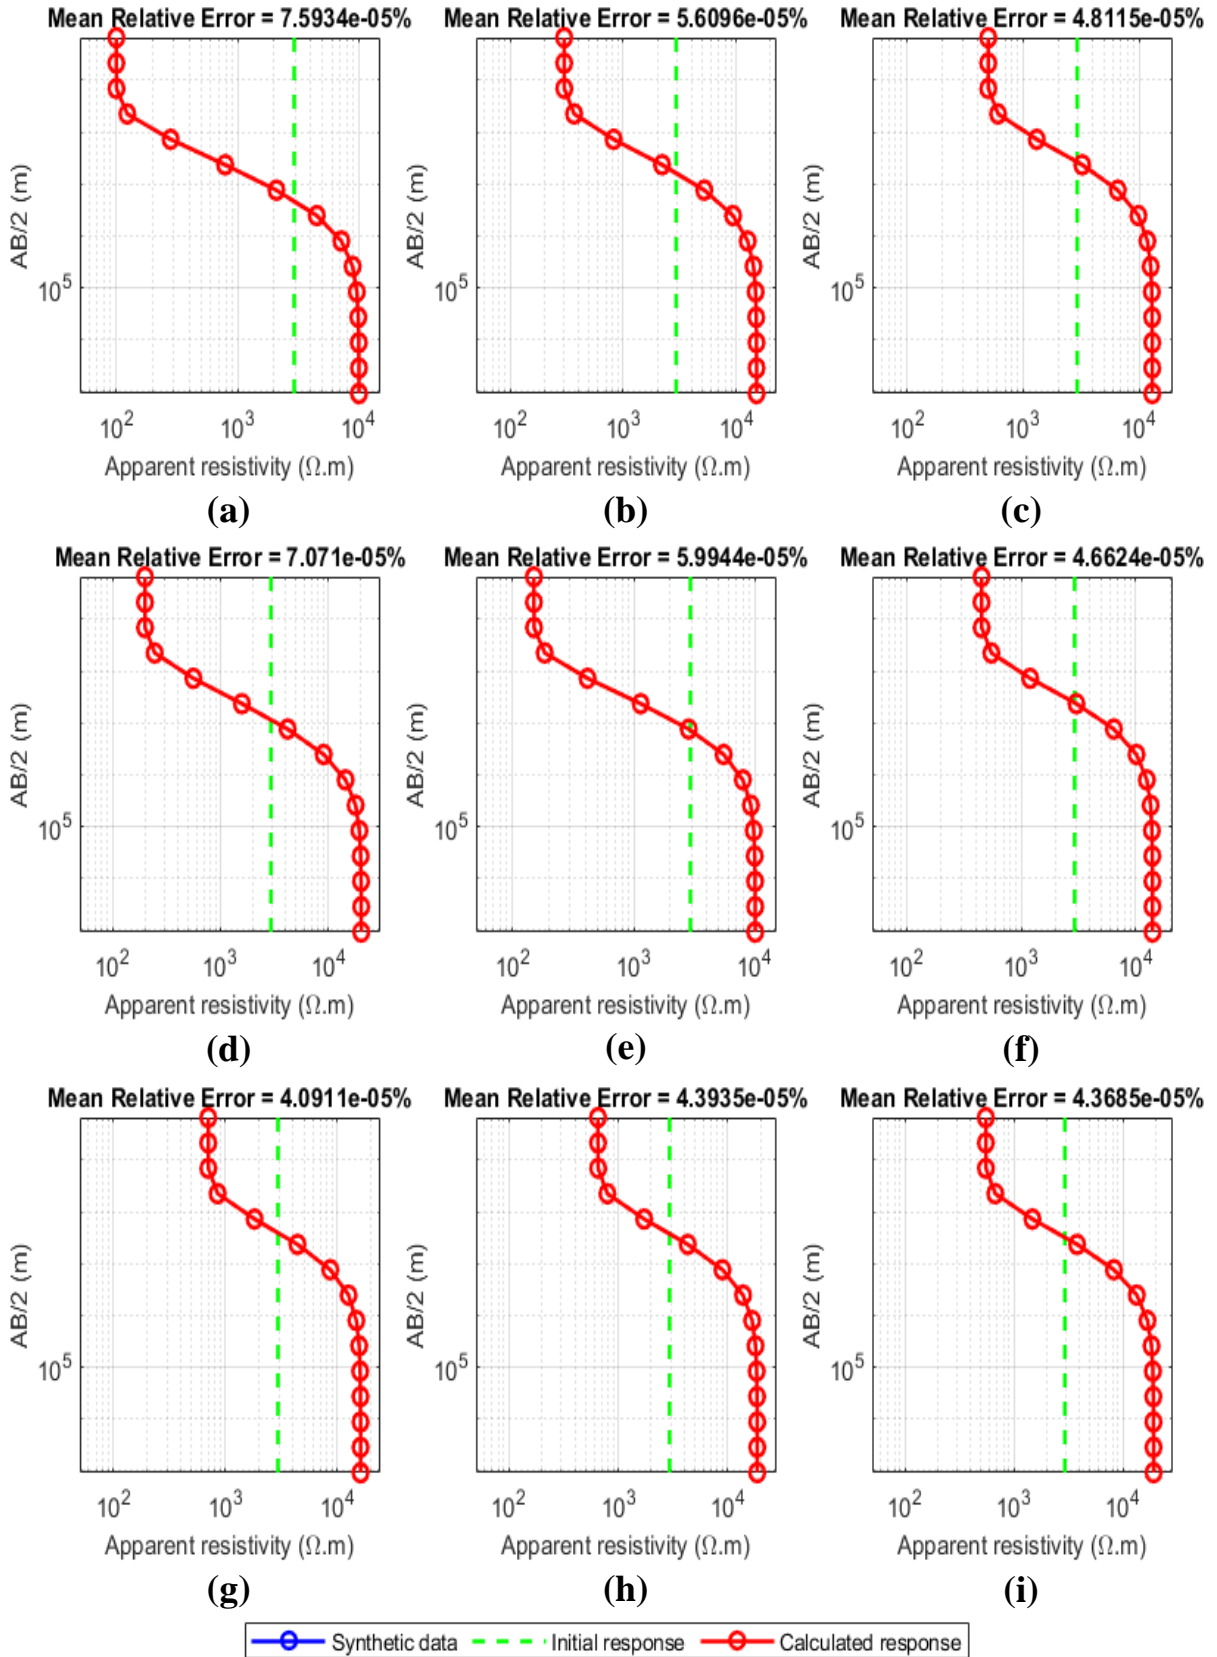 Mean Relative Error = 7.5934e-05%
AB/2 (m)
10^5
10^2 10^3 10^4
Apparent resistivity (Ω.m)
(a)
Mean Relative Error = 5.6096e-05%
AB/2 (m)
10^5
10^2 10^3 10^4
Apparent resistivity (Ω.m)
(b)
Mean Relative Error = 4.8115e-05%
AB/2 (m)
10^5
10^2 10^3 10^4
Apparent resistivity (Ω.m)
(c)
Mean Relative Error = 7.071e-05%
AB/2 (m)
10^5
10^2 10^3 10^4
Apparent resistivity (Ω.m)
(d)
Mean Relative Error = 5.9944e-05%
AB/2 (m)
10^5
10^2 10^3 10^4
Apparent resistivity (Ω.m)
(e)
Mean Relative Error = 4.6624e-05%
AB/2 (m)
10^5
10^2 10^3 10^4
Apparent resistivity (Ω.m)
(f)
Mean Relative Error = 4.0911e-05%
AB/2 (m)
10^5
10^2 10^3 10^4
Apparent resistivity (Ω.m)
(g)
Mean Relative Error = 4.3935e-05%
AB/2 (m)
10^5
10^2 10^3 10^4
Apparent resistivity (Ω.m)
(h)
Mean Relative Error = 4.3685e-05%
AB/2 (m)
10^5
10^2 10^3 10^4
Apparent resistivity (Ω.m)
(i)
Synthetic data Initial response Calculated response